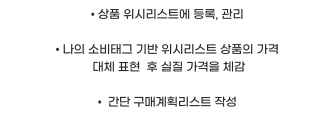 • 상품 위시리스트에 등록, 관리
• 나의 소비태그 기반 위시리스트 상품의 가격
대체 표현 후 실질 가격을 체감
• 간단 구매계획리스트 작성